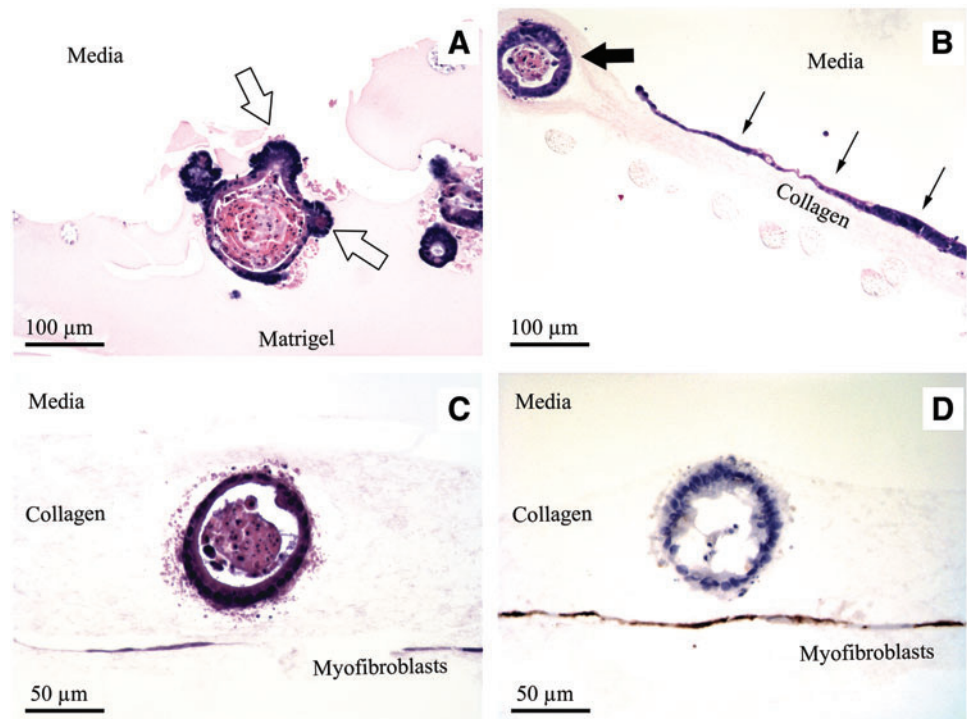 A
Media
100 µm
Matrigel
B
Media
Collagen
100 µm
C
Media
Collagen
Myofibroblasts
50 µm
D
Media
Collagen
Myofibroblasts
50 µm